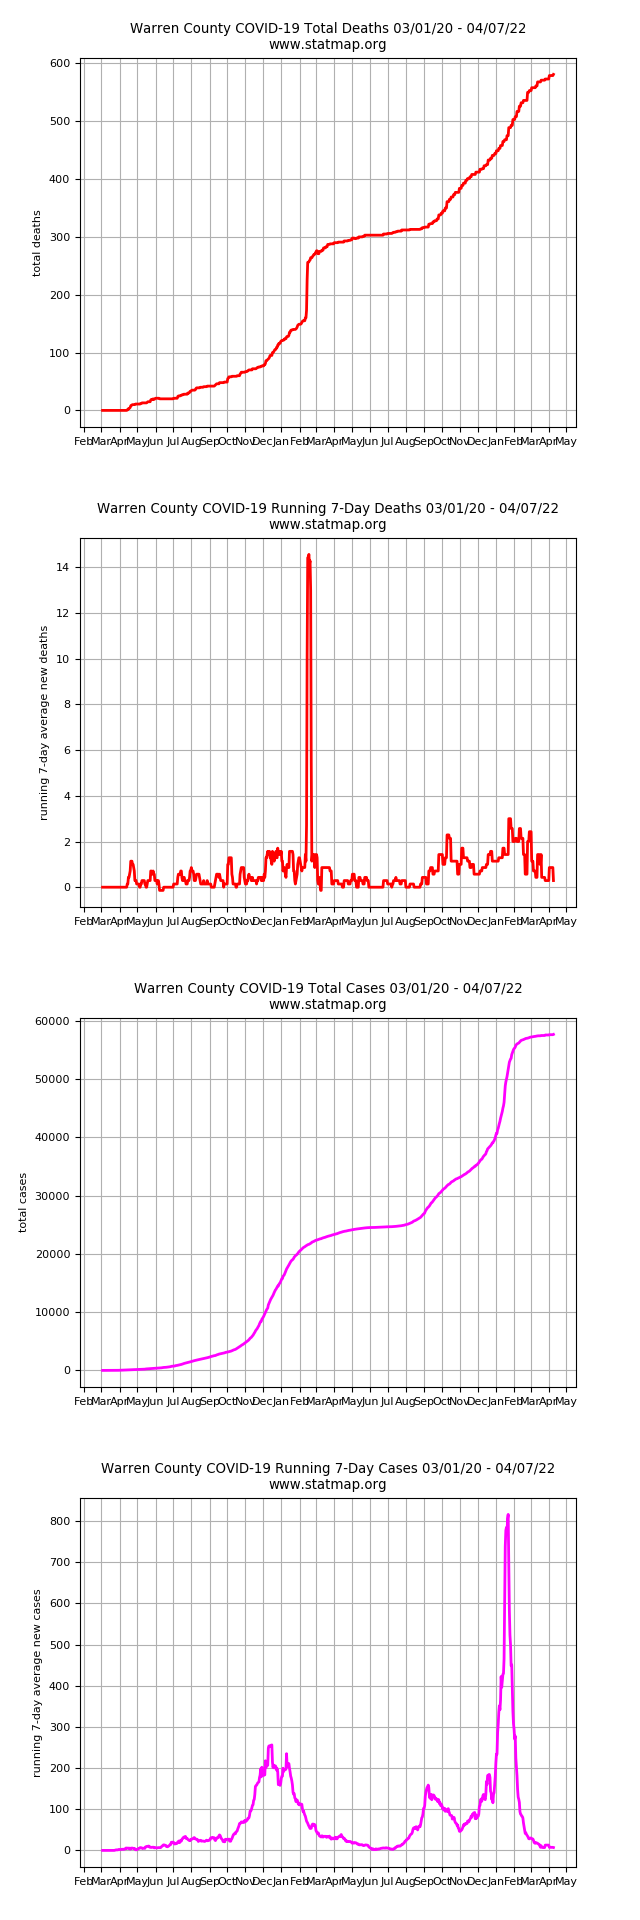 Warren County COVID-19 Total Deaths 03/01/20 - 04/07/22
www.statmap.org
total deaths
600
500
400
300
200
100
0
Feb Mar Apr May Jun Jul Aug Sep Oct Nov Dec Jan Feb Mar Apr May Jun Jul Aug Sep Oct Nov Dec Jan Feb Mar Apr May
Warren County COVID-19 Running 7-Day Deaths 03/01/20 - 04/07/22
www.statmap.org
running 7-day average new deaths
14
12
10
8
6
4
2
0
Feb Mar Apr May Jun Jul Aug Sep Oct Nov Dec Jan Feb Mar Apr May Jun Jul Aug Sep Oct Nov Dec Jan Feb Mar Apr May
Warren County COVID-19 Total Cases 03/01/20 - 04/07/22
www.statmap.org
total cases
60000
50000
40000
30000
20000
10000
0
Feb Mar Apr May Jun Jul Aug Sep Oct Nov Dec Jan Feb Mar Apr May Jun Jul Aug Sep Oct Nov Dec Jan Feb Mar Apr May
Warren County COVID-19 Running 7-Day Cases 03/01/20 - 04/07/22
www.statmap.org
running 7-day average new cases
800
700
600
500
400
300
200
100
0
Feb Mar Apr May Jun Jul Aug Sep Oct Nov Dec Jan Feb Mar Apr May Jun Jul Aug Sep Oct Nov Dec Jan Feb Mar Apr May